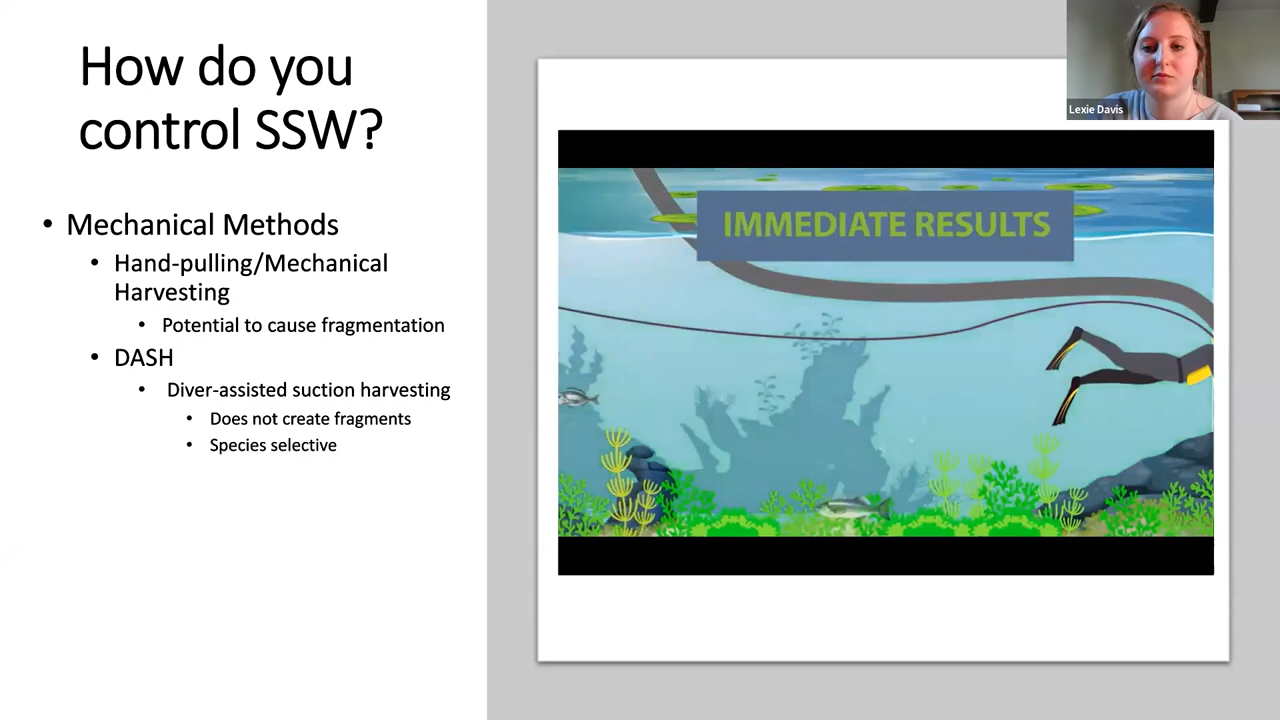 How do you
control SSW?
• Mechanical Methods
• Hand-pulling/Mechanical
Harvesting
• Potential to cause fragmentation
• DASH
• Diver-assisted suction harvesting
• Does not create fragments
• Species selective
IMMEDIATE RESULTS
Lexie Davis